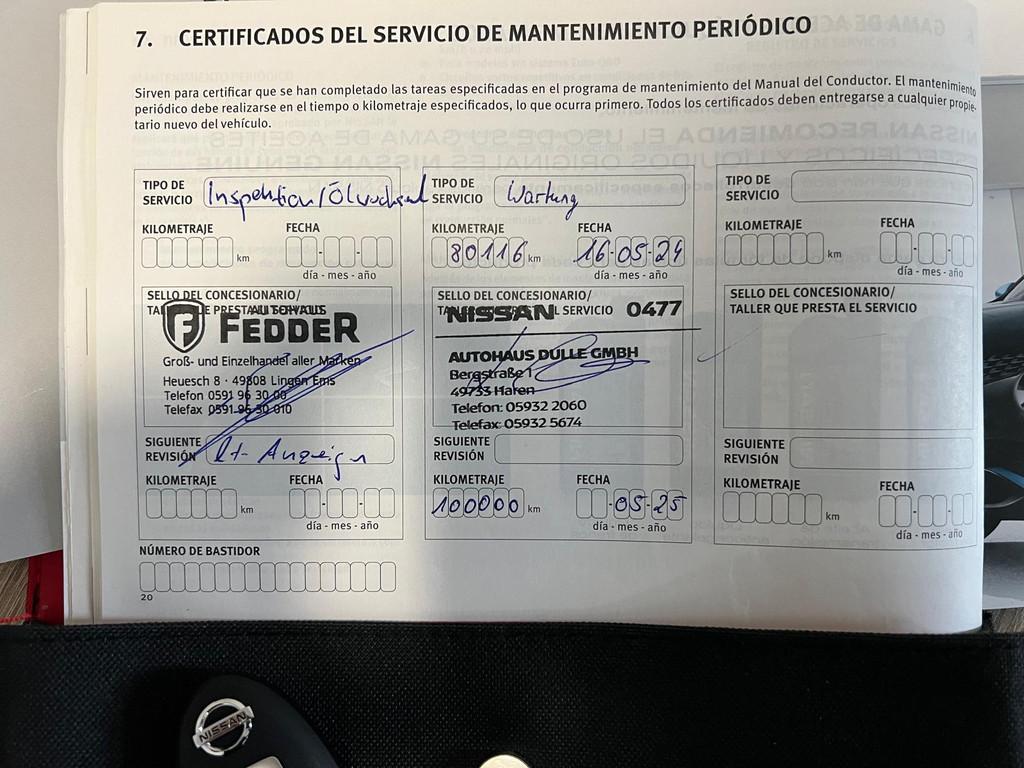 7. CERTIFICADOS DEL SERVICIO DE MANTENIMIENTO PERIÓDICO
Sirven para certificar que se han completado las tareas especificadas en el programa de mantenimiento del Manual del Conductor. El mantenimiento
periódico debe realizarse en el tiempo o kilometraje especificados, lo que ocurra primero. Todos los certificados deben entregarse a cualquier propie-
tario nuevo del vehículo.
TIPO DE
SERVICIO Inspektion/Ölwechsel
KILOMETRAJE FECHA
km
día - mes - año
SELLO DEL CONCESIONARIO/
TALLER QUE PRESTA EL SERVICIO
AUTOHAUS
FEDDER
Groß- und Einzelhandel aller Marken
Heuesch 8 · 49808 Lingen Ems
Telefon 0591 96 30 00
Telefax 0591-96 30 010
SIGUIENTE
REVISIÓN lt. Anzeige
KILOMETRAJE FECHA
km
día - mes - año
NÚMERO DE BASTIDOR
20
TIPO DE
SERVICIO Wartung
KILOMETRAJE FECHA
80116 km 16-05-24
día - mes - año
SELLO DEL CONCESIONARIO/
TALLER QUE PRESTA EL SERVICIO
NISSAN 0477
AUTOHAUS DÜLLE GMBH
Bergstraße 1
49733 Haren
Telefon: 05932 2060
Telefax: 05932 5674
SIGUIENTE
REVISIÓN
KILOMETRAJE FECHA
100000 km -05-25
día - mes - año
TIPO DE
SERVICIO
KILOMETRAJE FECHA
km
día - mes - año
SELLO DEL CONCESIONARIO/
TALLER QUE PRESTA EL SERVICIO
SIGUIENTE
REVISIÓN
KILOMETRAJE FECHA
km
día - mes - año
NISSAN